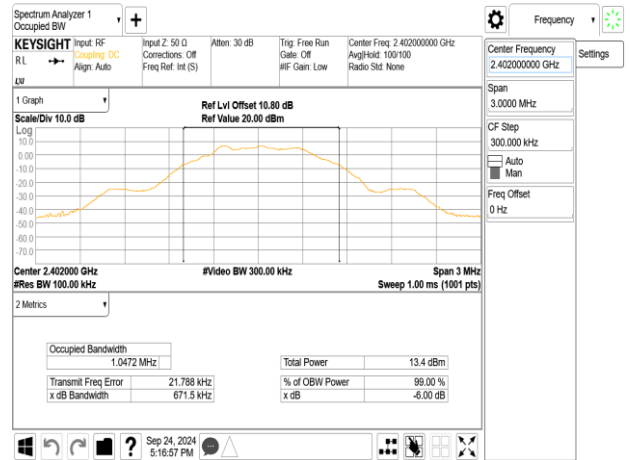 Spectrum Analyzer 1
Occupied BW
Frequency
KEYSIGHT
R L
LXI
Input: RF
Coupling: DC
Align: Auto
Input Z: 50 Ω
Corrections: Off
Freq Ref: Int (S)
Atten: 30 dB
Trig: Free Run
Gate: Off
#IF Gain: Low
Center Freq: 2.402000000 GHz
Avg|Hold: 100/100
Radio Std: None
Center Frequency
2.402000000 GHz
Settings
Span
3.0000 MHz
CF Step
300.000 kHz
Auto
Man
Freq Offset
0 Hz
1 Graph
Ref Lvl Offset 10.80 dB
Scale/Div 10.0 dB
Ref Value 20.00 dBm
Log
10.0
0.00
-10.0
-20.0
-30.0
-40.0
-50.0
-60.0
-70.0
Center 2.402000 GHz
#Video BW 300.00 kHz
Span 3 MHz
#Res BW 100.00 kHz
Sweep 1.00 ms (1001 pts)
2 Metrics
Occupied Bandwidth
1.0472 MHz
Total Power 13.4 dBm
Transmit Freq Error 21.788 kHz
% of OBW Power 99.00 %
x dB Bandwidth 671.5 kHz
x dB -6.00 dB
?
Sep 24, 2024
5:16:57 PM